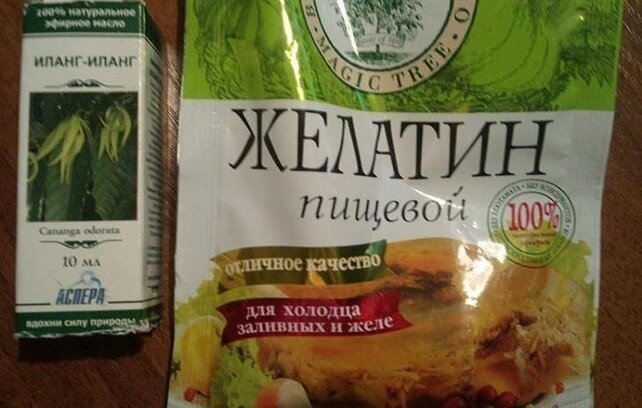 100% натуральное
эфирное масло
ИЛАНГ-ИЛАНГ
Cananga odorata
10 мл
АСПЕРА
вдохни силу природы
MAGIC TREE
ЖЕЛАТИН
пищевой
100%
отличное качество
для холодца
заливных и желе